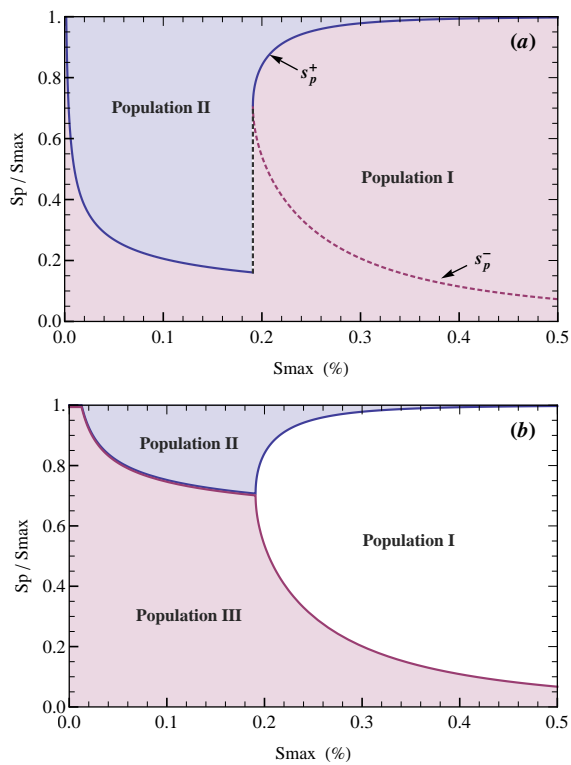 1.
0.8
0.6
0.4
0.2
0.0
Sp / Smax
(a)
s_p^+
Population II
Population I
s_p^-
0.0 0.1 0.2 0.3 0.4 0.5
Smax (%)
1.
0.8
0.6
0.4
0.2
0.
Sp / Smax
(b)
Population II
Population I
Population III
0.0 0.1 0.2 0.3 0.4 0.5
Smax (%)